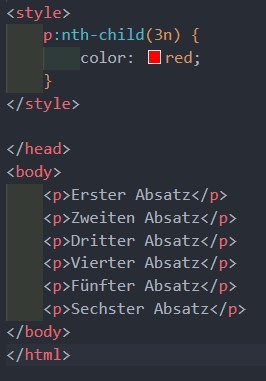 <style>
p:nth-child(3n) {
color: red;
}
</style>
</head>
<body>
<p>Erster Absatz</p>
<p>Zweiten Absatz</p>
<p>Dritter Absatz</p>
<p>Vierter Absatz</p>
<p>Fünfter Absatz</p>
<p>Sechster Absatz</p>
</body>
</html>